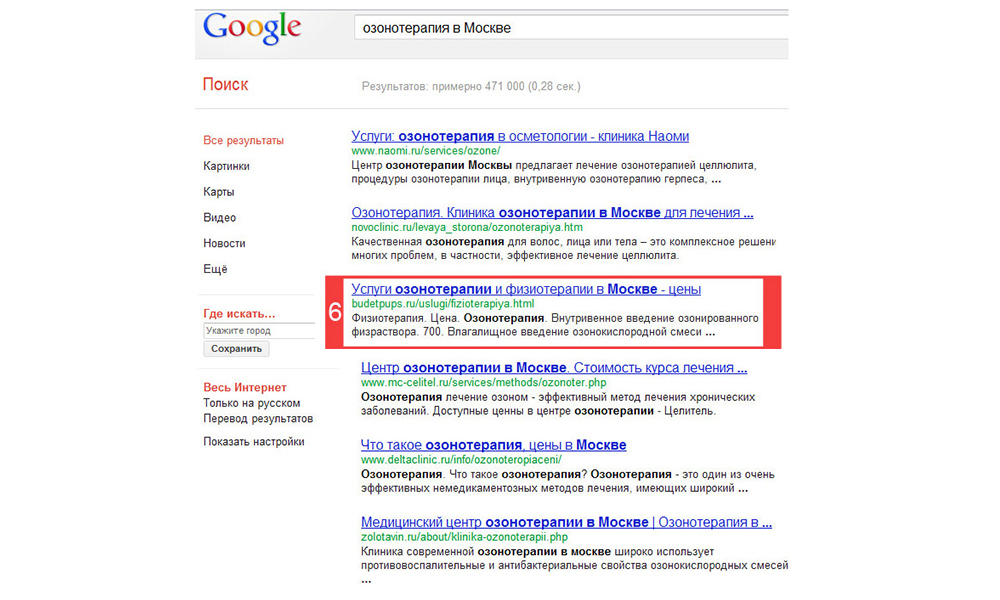 Google
озонотерапия в Москве
Поиск
Результатов: примерно 471 000 (0,28 сек.)
Все результаты
Картинки
Карты
Видео
Новости
Ещё
Где искать...
Укажите город
Сохранить
Весь Интернет
Только на русском
Перевод результатов
Показать настройки
Услуги: озонотерапия в осметологии - клиника Наоми
www.naomi.ru/services/ozone/
Центр озонотерапии Москвы предлагает лечение озонотерапией целлюлита,
процедуры озонотерапии лица, внутривенную озонотерапию герпеса, ...
Озонотерапия. Клиника озонотерапии в Москве для лечения ...
novoclinic.ru/levaya_storona/ozonoterapiya.htm
Качественная озонотерапия для волос, лица или тела – это комплексное решени
многих проблем, в частности, эффективное лечение целлюлита.
6
Услуги озонотерапии и физиотерапии в Москве - цены
budetpups.ru/uslugi/fizioterapiya.html
Физиотерапия. Цена. Озонотерапия. Внутривенное введение озонированного
физраствора. 700. Влагалищное введение озонокислородной смеси ...
Центр озонотерапии в Москве. Стоимость курса лечения ...
www.mc-celitel.ru/services/methods/ozonoter.php
Озонотерапия лечение озоном - эффективный метод лечения хронических
заболеваний. Доступные ценны в центре озонотерапии - Целитель.
Что такое озонотерапия, цены в Москве
www.deltaclinic.ru/info/ozonoteropiaceni/
Озонотерапия. Что такое озонотерапия? Озонотерапия - это один из очень
эффективных немедикаментозных методов лечения, имеющих широкий ...
Медицинский центр озонотерапии в Москве | Озонотерапия в ...
zolotavin.ru/about/klinika-ozonoterapii.php
Клиника современной озонотерапии в москве широко использует
противовоспалительные и антибактериальные свойства озонокислородных смесей
...